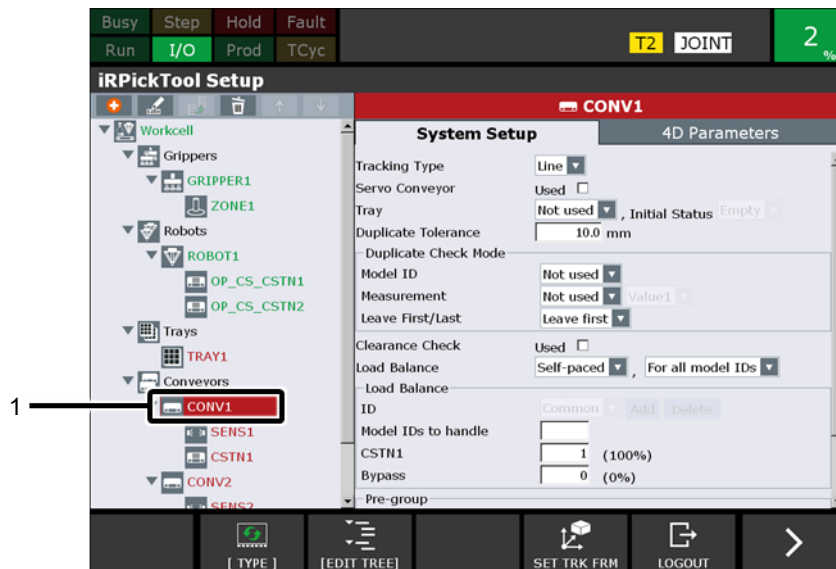 Busy Step Hold Fault
Run I/O Prod TCyc
T2 JOINT 2 %
iRPickTool Setup
CONV1
Workcell
Grippers
GRIPPER1
ZONE1
Robots
ROBOT1
OP_CS_CSTN1
OP_CS_CSTN2
Trays
TRAY1
Conveyors
1
CONV1
SENS1
CSTN1
CONV2
SENS2
System Setup 4D Parameters
Tracking Type Line
Servo Conveyor Used
Tray Not used , Initial Status Empty
Duplicate Tolerance 10.0 mm
Duplicate Check Mode
Model ID Not used
Measurement Not used Value1
Leave First/Last Leave first
Clearance Check Used
Load Balance Self-paced , For all model IDs
Load Balance
ID Common Add Delete
Model IDs to handle
CSTN1 1 (100%)
Bypass 0 (0%)
Pre-group
[ TYPE ] [EDIT TREE] SET TRK FRM LOGOUT >